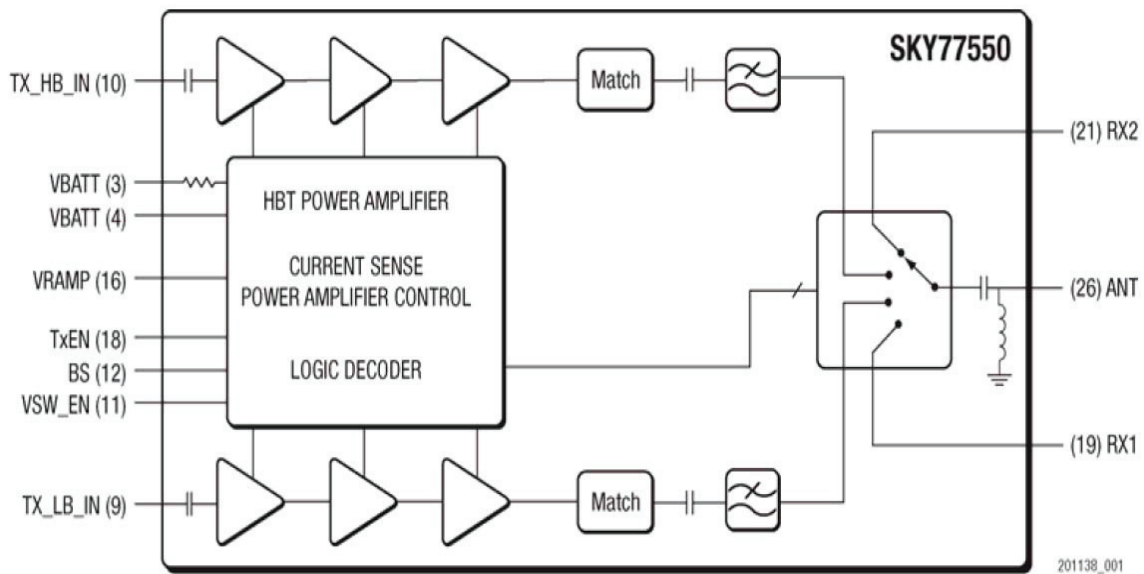 SKY77550
TX_HB_IN (10)
Match
(21) RX2
VBATT (3)
HBT POWER AMPLIFIER
VBATT (4)
CURRENT SENSE
VRAMP (16)
POWER AMPLIFIER CONTROL
(26) ANT
TxEN (18)
BS (12)
LOGIC DECODER
VSW_EN (11)
(19) RX1
TX_LB_IN (9)
Match
201138_001